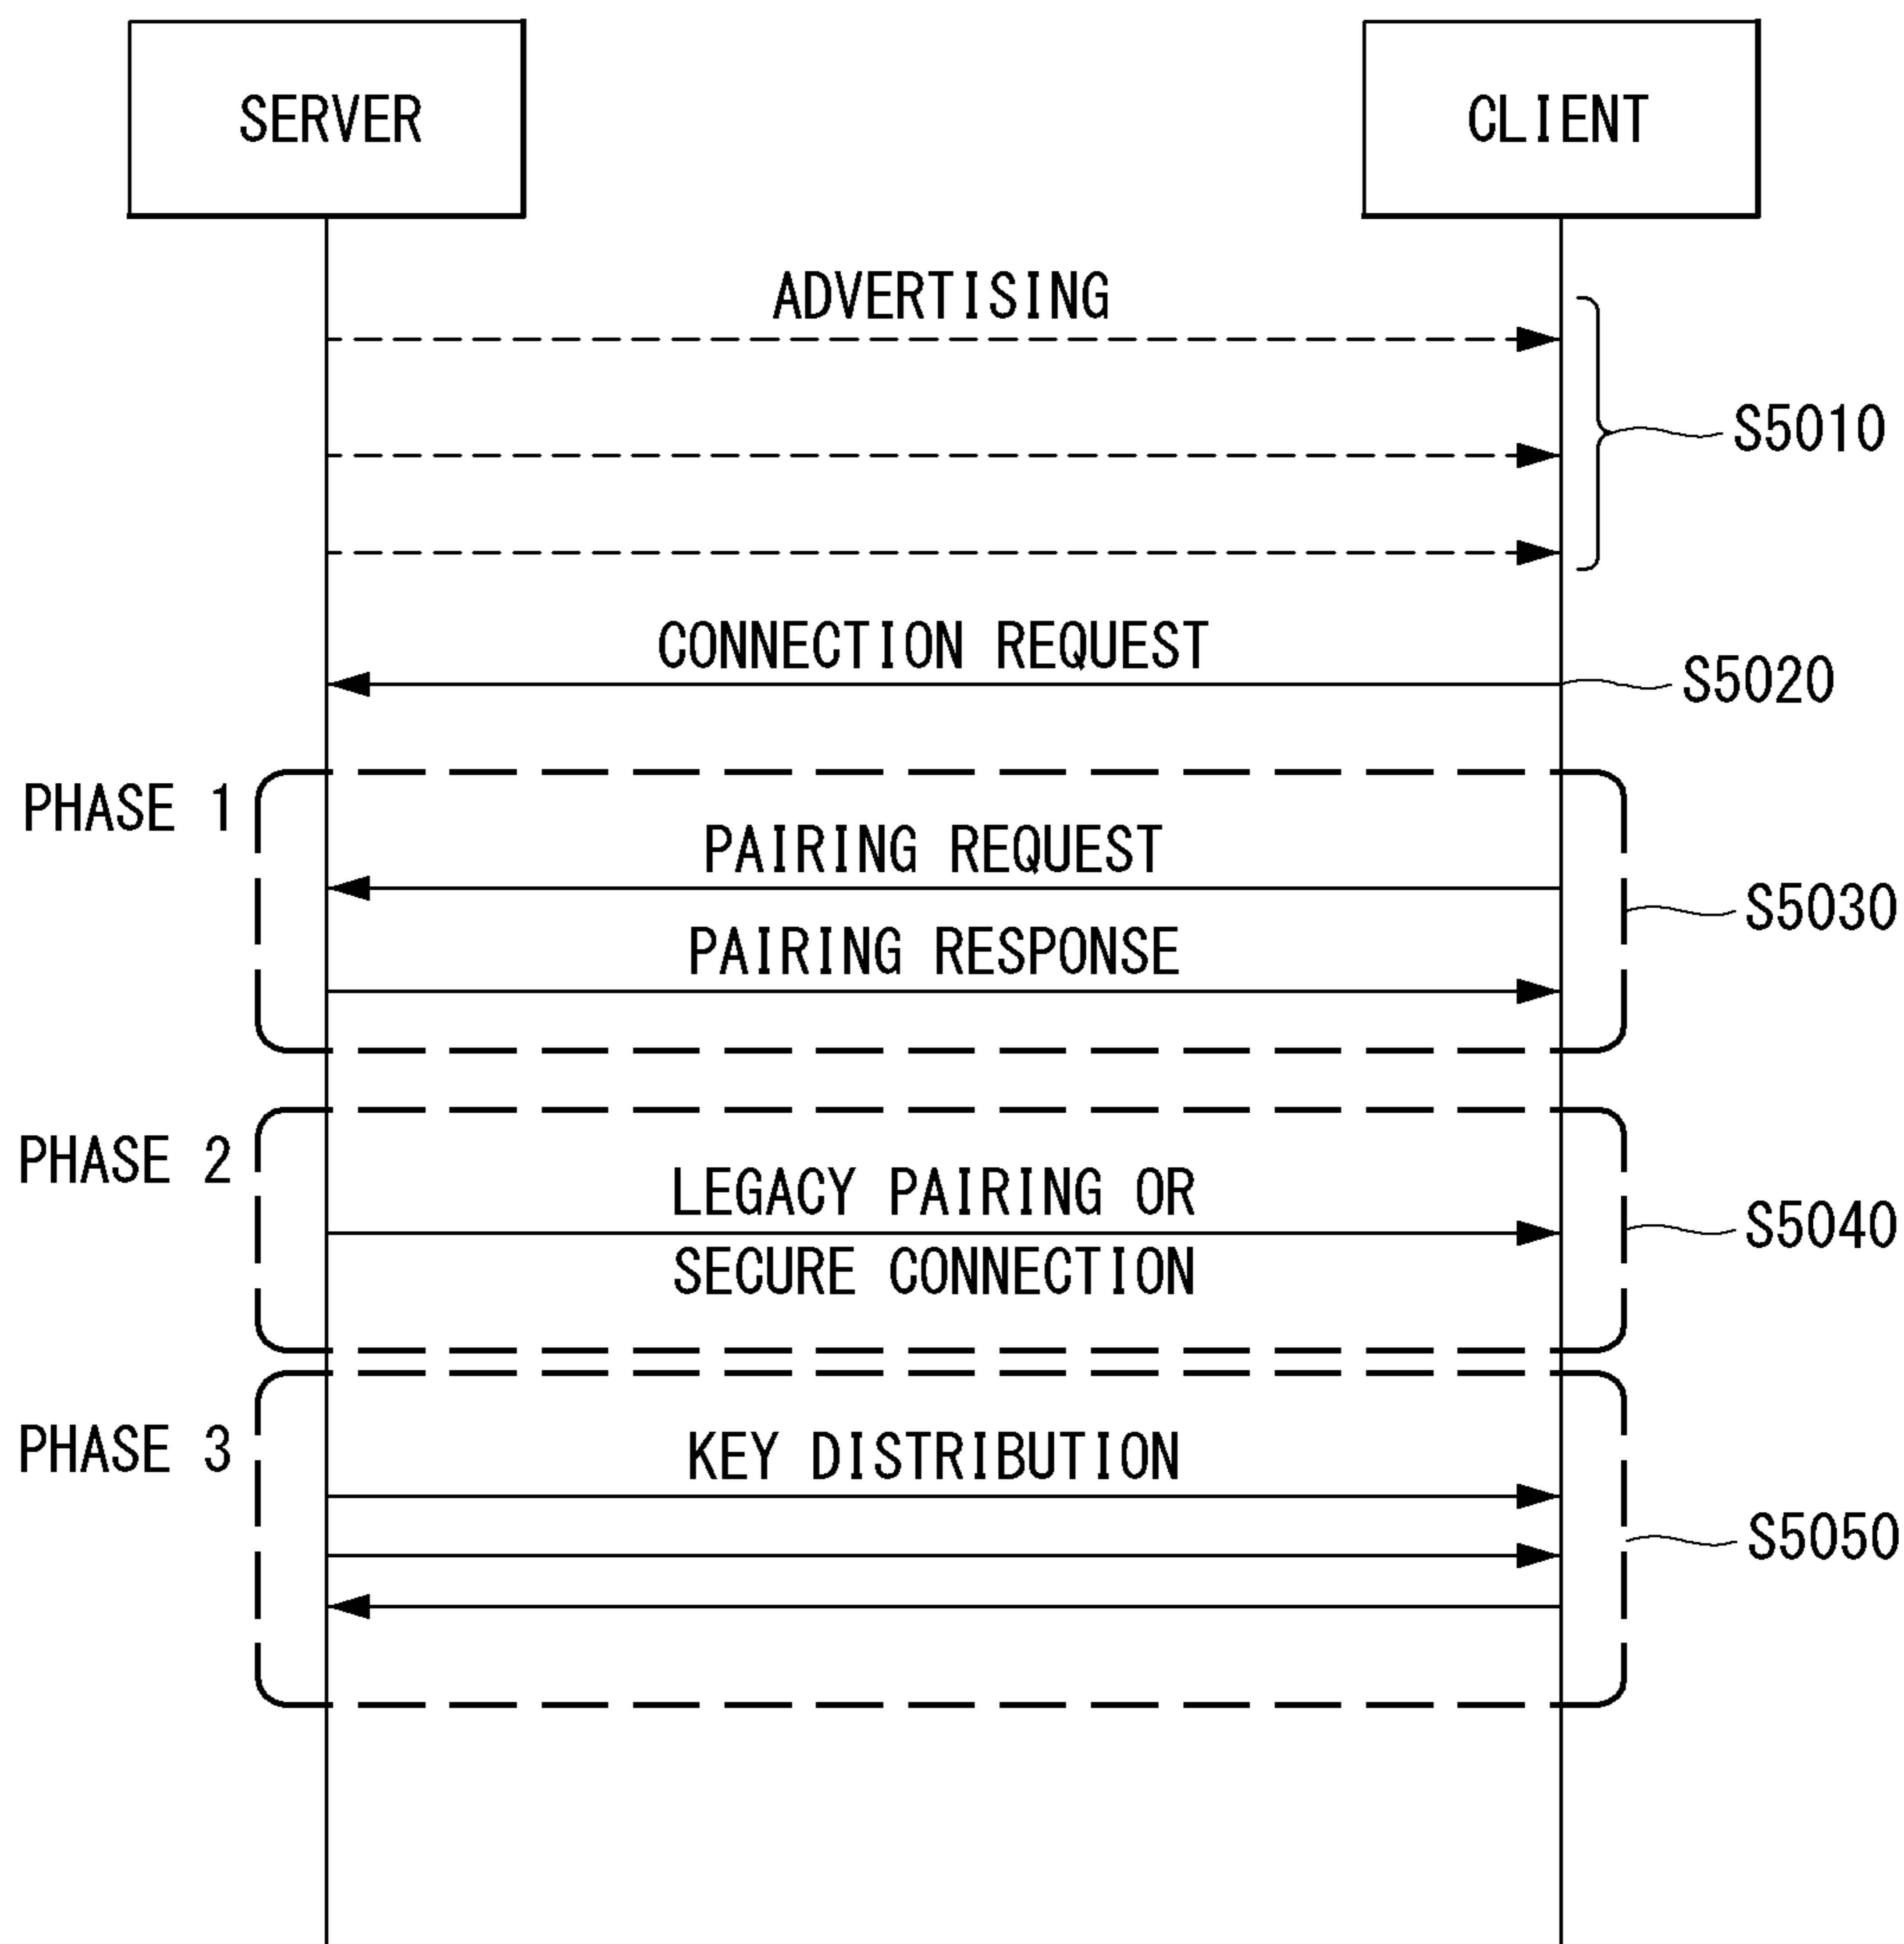 SERVER
CLIENT
ADVERTISING
S5010
CONNECTION REQUEST
S5020
PHASE 1
PAIRING REQUEST
S5030
PAIRING RESPONSE
PHASE 2
LEGACY PAIRING OR
SECURE CONNECTION
S5040
PHASE 3
KEY DISTRIBUTION
S5050